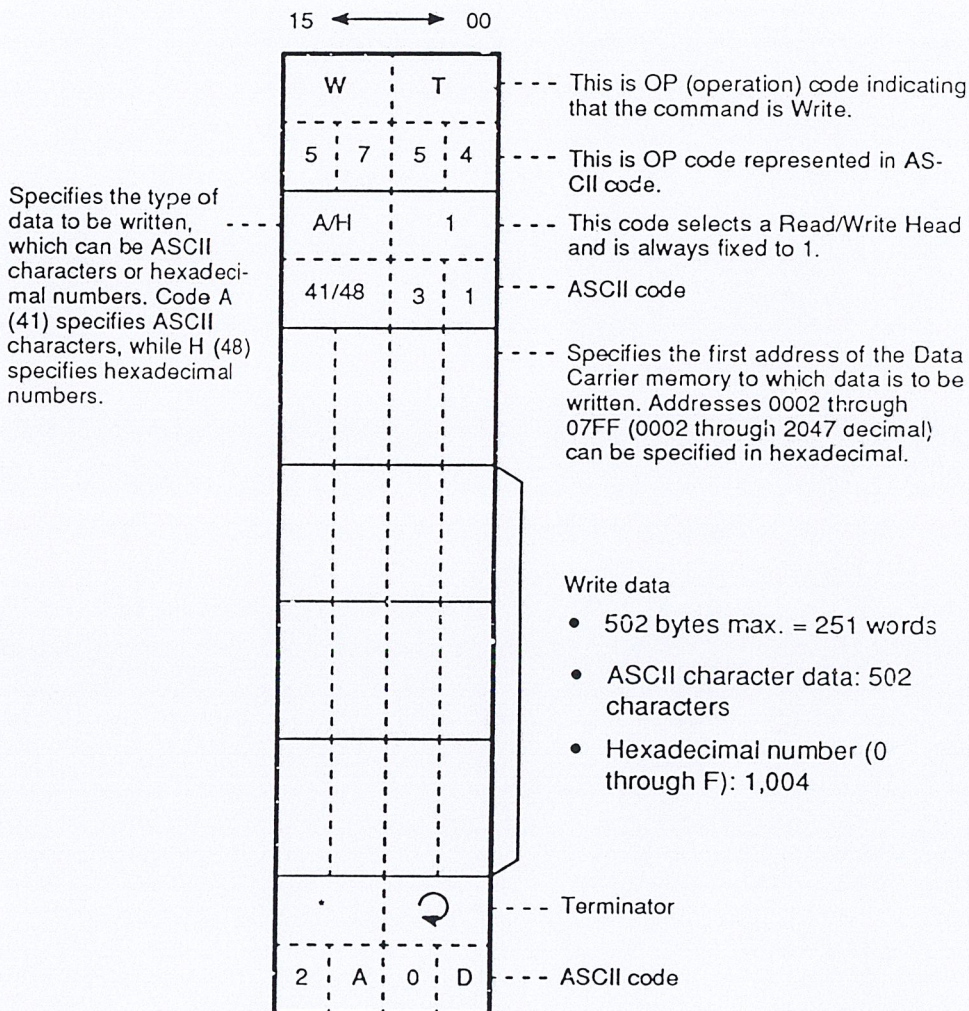 15 00
W T
This is OP (operation) code indicating
that the command is Write.
5 7 5 4
This is OP code represented in AS-
CII code.
Specifies the type of
data to be written,
which can be ASCII
characters or hexadeci-
mal numbers. Code A
(41) specifies ASCII
characters, while H (48)
specifies hexadecimal
numbers.
A/H 1
This code selects a Read/Write Head
and is always fixed to 1.
41/48 3 1
ASCII code
Specifies the first address of the Data
Carrier memory to which data is to be
written. Addresses 0002 through
07FF (0002 through 2047 decimal)
can be specified in hexadecimal.
Write data
• 502 bytes max. = 251 words
• ASCII character data: 502
characters
• Hexadecimal number (0
through F): 1,004
*
Terminator
2 A 0 D
ASCII code